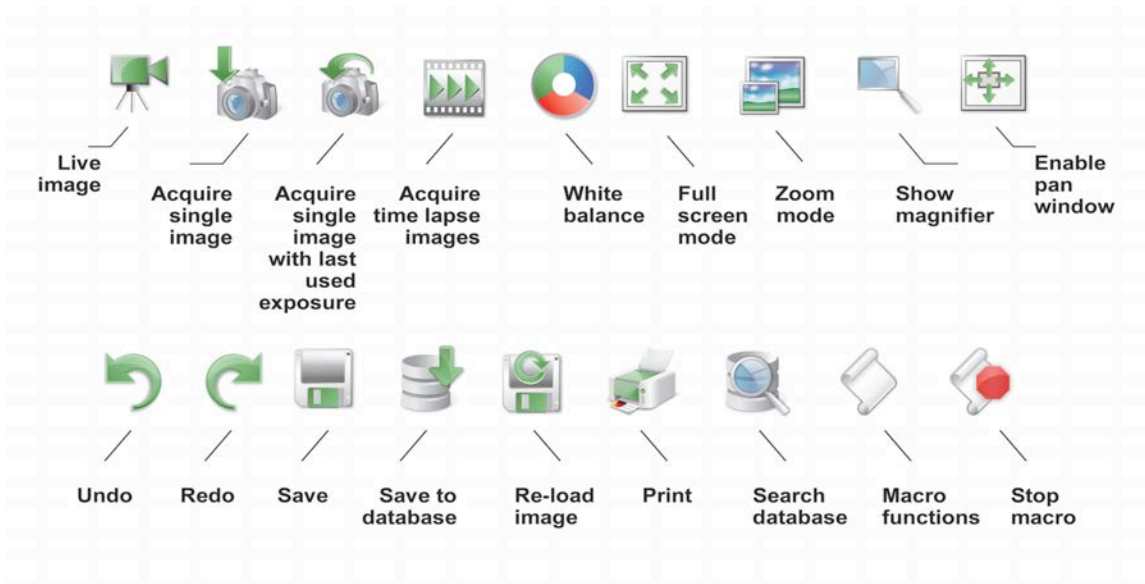 Live
image
Acquire
single
image
Acquire
single
image
with last
used
exposure
Acquire
time lapse
images
White
balance
Full
screen
mode
Zoom
mode
Show
magnifier
Enable
pan
window
Undo
Redo
Save
Save to
database
Re-load
image
Print
Search
database
Macro
functions
Stop
macro